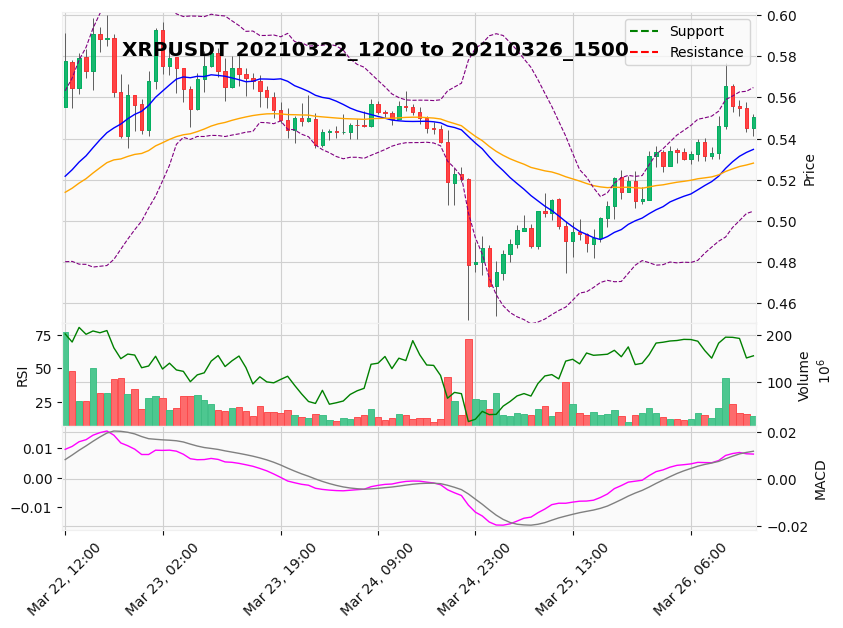 XRPUSDT 20210322_1200 to 20210326_1500
Support
Resistance
0.60
0.58
0.56
0.54
0.52
0.50
0.48
0.46
Price
75
50
25
RSI
200
100
Volume
10^6
0.01
0.00
−0.01
0.02
0.00
−0.02
MACD
Mar 22, 12:00
Mar 23, 02:00
Mar 23, 19:00
Mar 24, 09:00
Mar 24, 23:00
Mar 25, 13:00
Mar 26, 06:00